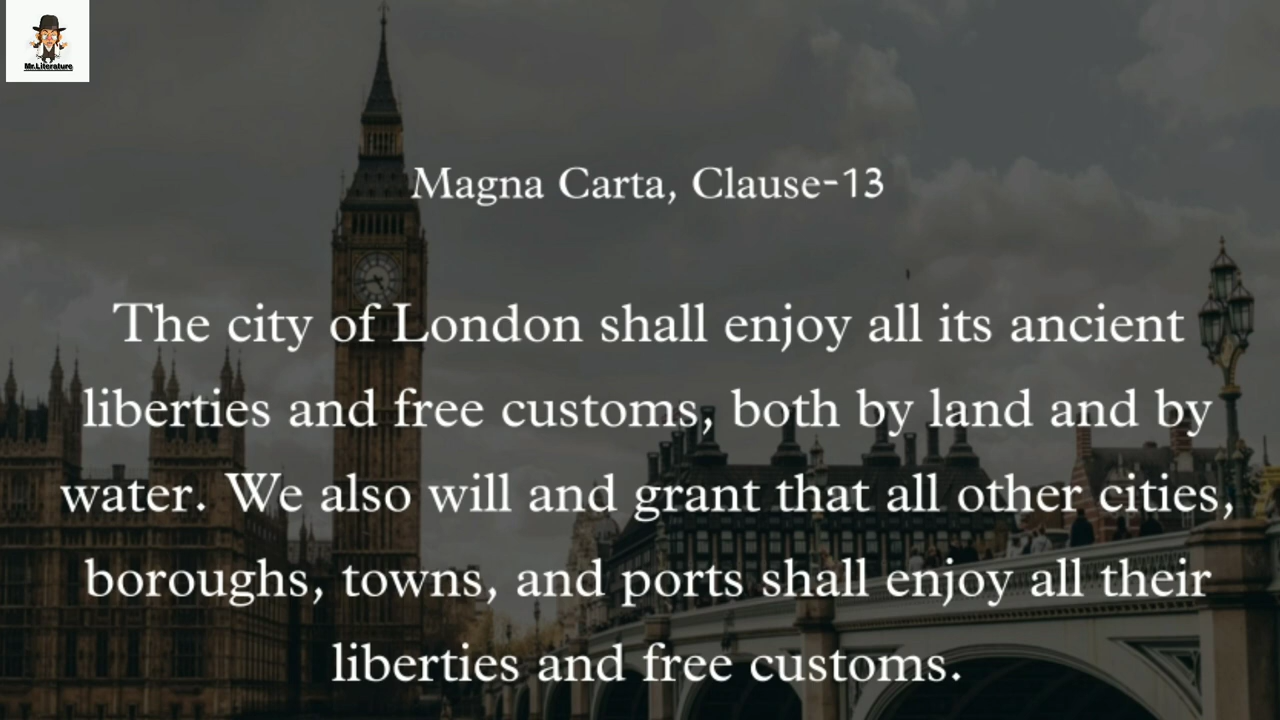 Mr.Literature
Magna Carta, Clause-13
The city of London shall enjoy all its ancient
liberties and free customs, both by land and by
water. We also will and grant that all other cities,
boroughs, towns, and ports shall enjoy all their
liberties and free customs.